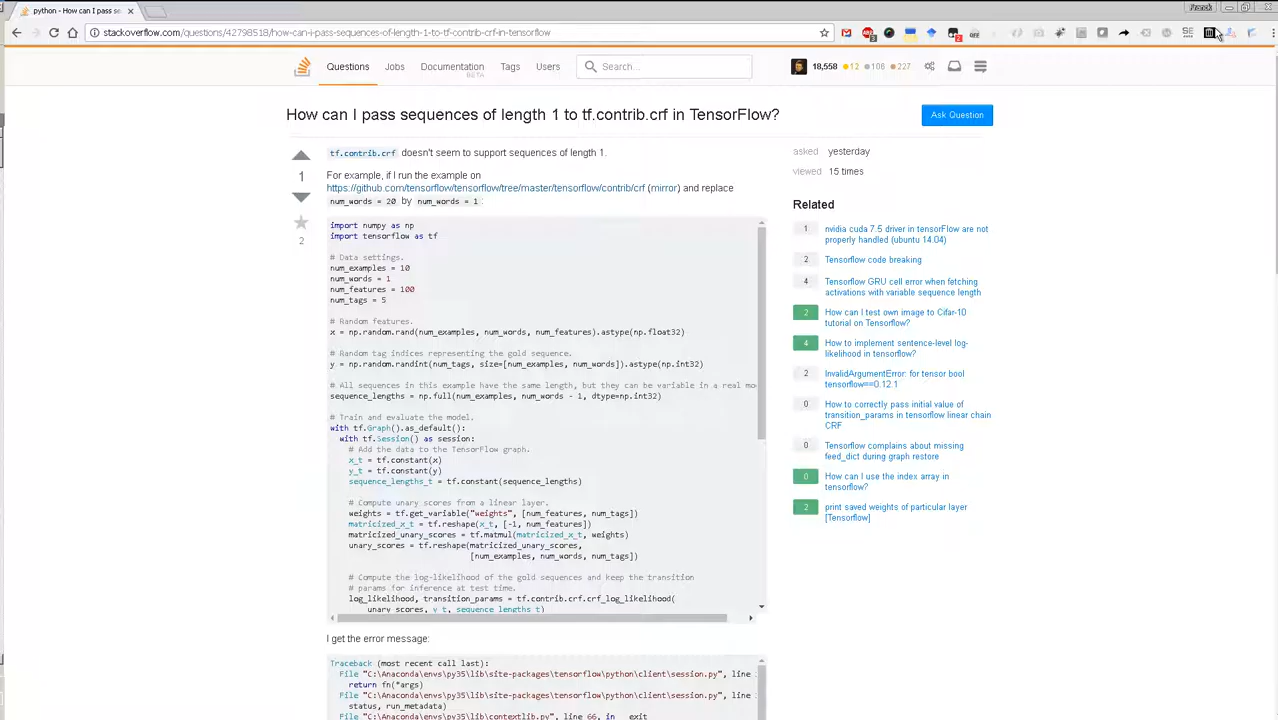 python - How can I pass s
Franck
stackoverflow.com/questions/42798518/how-can-i-pass-sequences-of-length-1-to-tf-contrib-crf-in-tensorflow
Questions Jobs Documentation Tags Users Search... 18,558 12 106 227
BETA
How can I pass sequences of length 1 to tf.contrib.crf in TensorFlow?
Ask Question
tf.contrib.crf doesn't seem to support sequences of length 1.
1
2
For example, if I run the example on
https://github.com/tensorflow/tensorflow/tree/master/tensorflow/contrib/crf (mirror) and replace
num_words = 20 by num_words = 1:
import numpy as np
import tensorflow as tf
# Data settings.
num_examples = 10
num_words = 1
num_features = 100
num_tags = 5
# Random features.
x = np.random.rand(num_examples, num_words, num_features).astype(np.float32)
# Random tag indices representing the gold sequence.
y = np.random.randint(num_tags, size=[num_examples, num_words]).astype(np.int32)
# All sequences in this example have the same length, but they can be variable in a real mo
sequence_lengths = np.full(num_examples, num_words - 1, dtype=np.int32)
# Train and evaluate the model.
with tf.Graph().as_default():
with tf.Session() as session:
# Add the data to the TensorFlow graph.
x_t = tf.constant(x)
y_t = tf.constant(y)
sequence_lengths_t = tf.constant(sequence_lengths)
# Compute unary scores from a linear layer.
weights = tf.get_variable("weights", [num_features, num_tags])
matricized_x_t = tf.reshape(x_t, [-1, num_features])
matricized_unary_scores = tf.matmul(matricized_x_t, weights)
unary_scores = tf.reshape(matricized_unary_scores,
[num_examples, num_words, num_tags])
# Compute the log-likelihood of the gold sequences and keep the transition
# params for inference at test time.
log_likelihood, transition_params = tf.contrib.crf.crf_log_likelihood(
unary_scores, y_t, sequence_lengths_t)
I get the error message:
Traceback (most recent call last):
File "C:\Anaconda\envs\py35\lib\site-packages\tensorflow\python\client\session.py", line
return fn(*args)
File "C:\Anaconda\envs\py35\lib\site-packages\tensorflow\python\client\session.py", line
status, run_metadata)
File "C:\Anaconda\envs\py35\lib\contextlib.py", line 66, in __exit__
asked yesterday
viewed 15 times
Related
1 nvidia cuda 7.5 driver in tensorFlow are not
properly handled (ubuntu 14.04)
2 Tensorflow code breaking
4 Tensorflow GRU cell error when fetching
activations with variable sequence length
2 How can I test own image to Cifar-10
tutorial on Tensorflow?
4 How to implement sentence-level log-
likelihood in tensorflow?
2 InvalidArgumentError: for tensor bool
tensorflow==0.12.1
0 How to correctly pass initial value of
transition_params in tensorflow linear chain
CRF
0 Tensorflow complains about missing
feed_dict during graph restore
0 How can I use the index array in
tensorflow?
2 print saved weights of particular layer
[Tensorflow]